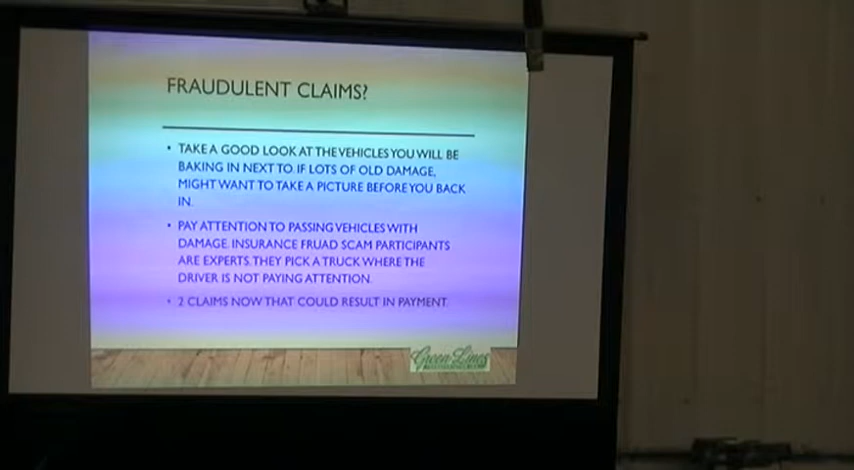 FRAUDULENT CLAIMS?
• TAKE A GOOD LOOK AT THE VEHICLES YOU WILL BE
BAKING IN NEXT TO. IF LOTS OF OLD DAMAGE,
MIGHT WANT TO TAKE A PICTURE BEFORE YOU BACK
IN.
• PAY ATTENTION TO PASSING VEHICLES WITH
DAMAGE. INSURANCE FRUAD SCAM PARTICIPANTS
ARE EXPERTS. THEY PICK A TRUCK WHERE THE
DRIVER IS NOT PAYING ATTENTION.
• 2 CLAIMS NOW THAT COULD RESULT IN PAYMENT.
Green Lines